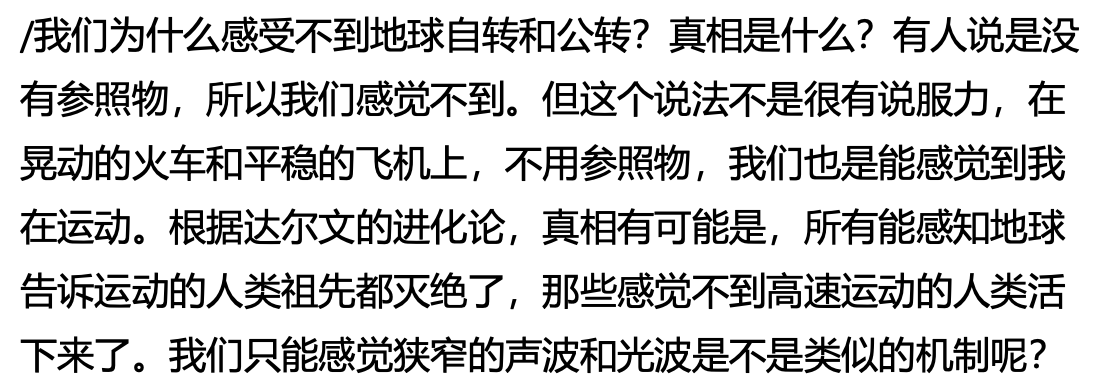 /我们为什么感受不到地球自转和公转？真相是什么？有人说是没
有参照物，所以我们感觉不到。但这个说法不是很有说服力，在
晃动的火车和平稳的飞机上，不用参照物，我们也是能感觉到我
在运动。根据达尔文的进化论，真相有可能是，所有能感知地球
告诉运动的人类祖先都灭绝了，那些感觉不到高速运动的人类活
下来了。我们只能感觉狭窄的声波和光波是不是类似的机制呢？